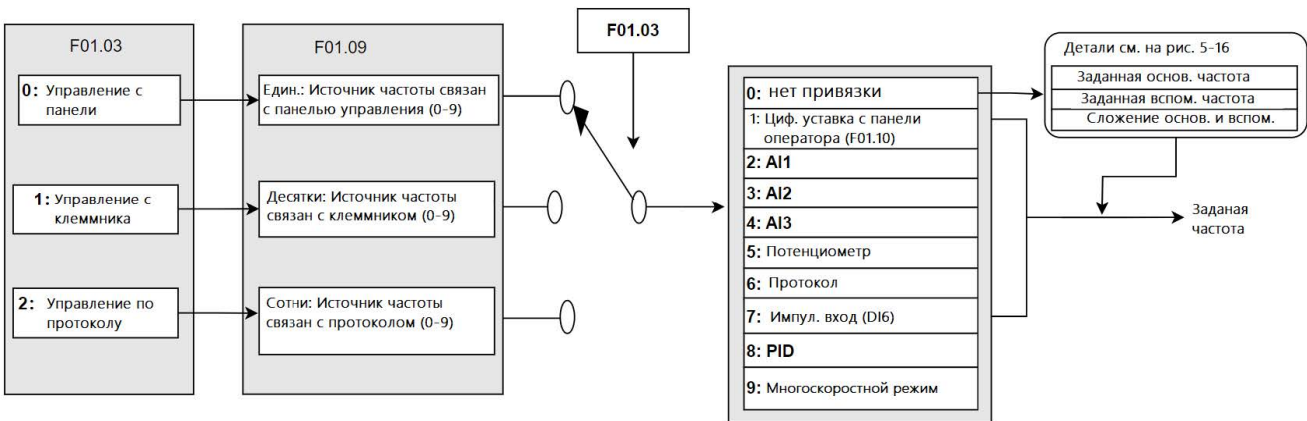 F01.03
0: Управление с
панели
1: Управление с
клеммника
2: Управление по
протоколу
F01.09
Един.: Источник частоты связан
с панелью управления (0-9)
Десятки: Источник частоты
связан с клеммником (0-9)
Сотни: Источник частоты
связан с протоколом (0-9)
F01.03
0: нет привязки
1: Циф. уставка с панели
оператора (F01.10)
2: AI1
3: AI2
4: AI3
5: Потенциометр
6: Протокол
7: Импул. вход (DI6)
8: PID
9: Многоскоростной режим
Детали см. на рис. 5-16
Заданная основ. частота
Заданная вспом. частота
Сложение основ. и вспом.
Заданая
частота